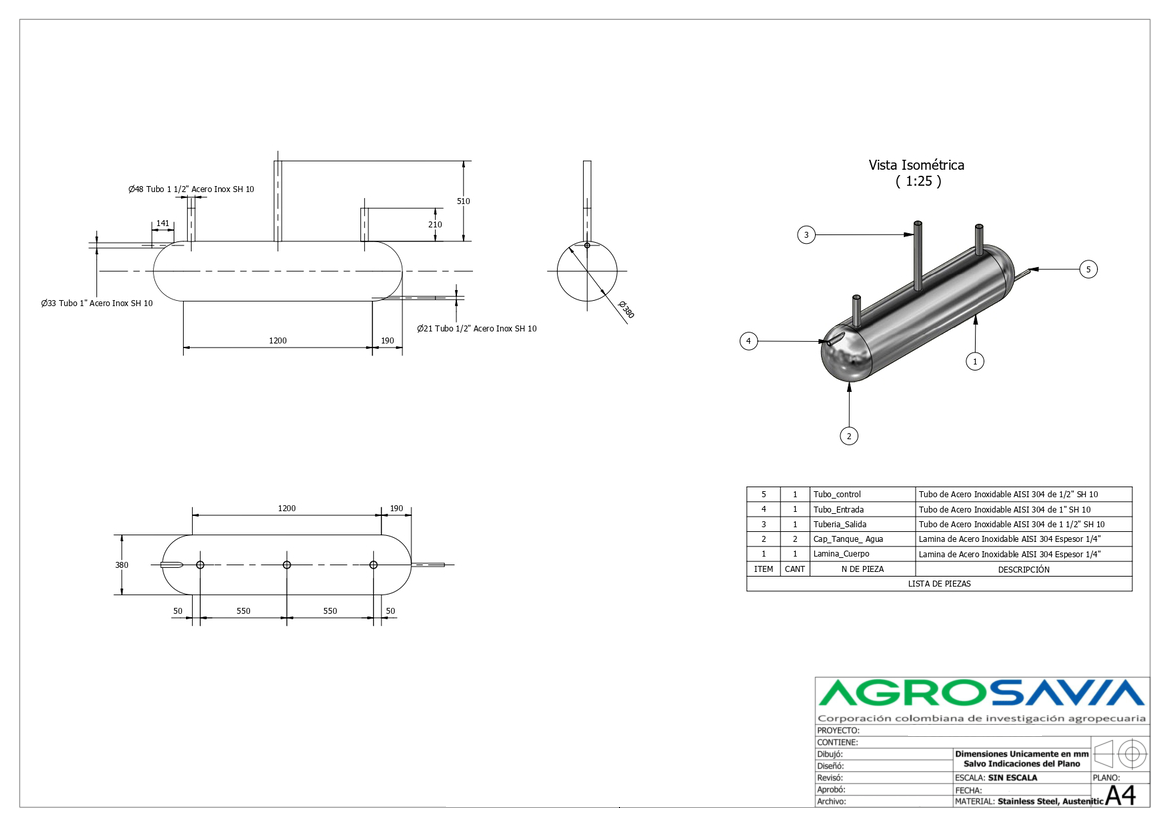 Vista Isométrica
( 1:25 )
Ø48 Tubo 1 1/2" Acero Inox SH 10
510
141
210
3
5
Ø33 Tubo 1" Acero Inox SH 10
Ø380
Ø21 Tubo 1/2" Acero Inox SH 10
1200
190
4
1
2
1200
190
380
50
550
550
50
5 1 Tubo_control Tubo de Acero Inoxidable AISI 304 de 1/2" SH 10
4 1 Tubo_Entrada Tubo de Acero Inoxidable AISI 304 de 1" SH 10
3 1 Tuberia_Salida Tubo de Acero Inoxidable AISI 304 de 1 1/2" SH 10
2 2 Cap_Tanque_ Agua Lamina de Acero Inoxidable AISI 304 Espesor 1/4"
1 1 Lamina_Cuerpo Lamina de Acero Inoxidable AISI 304 Espesor 1/4"
ITEM CANT N DE PIEZA DESCRIPCIÓN
LISTA DE PIEZAS
AGROSAVIA
Corporación colombiana de investigación agropecuaria
PROYECTO:
CONTIENE:
Dibujó:
Diseñó:
Revisó:
Aprobó:
Archivo:
Dimensiones Unicamente en mm
Salvo Indicaciones del Plano
ESCALA: SIN ESCALA
PLANO:
FECHA:
MATERIAL: Stainless Steel, Austenitic
A4